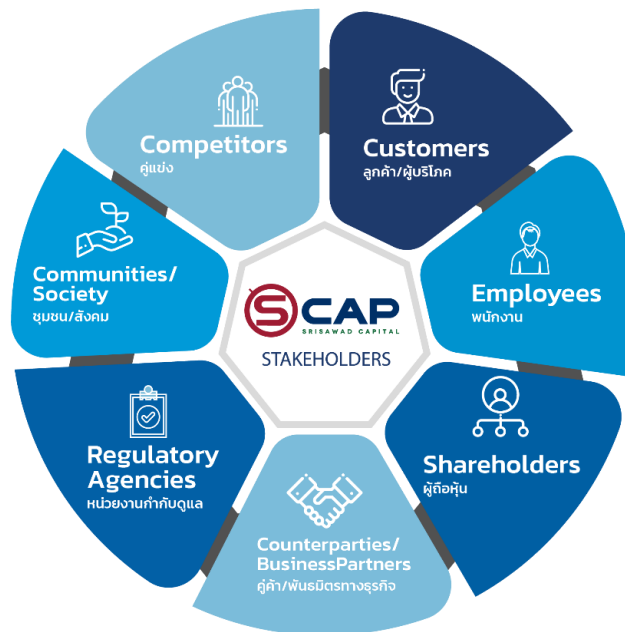 Competitors
คู่แข่ง
Customers
ลูกค้า/ผู้บริโภค
Employees
พนักงาน
Shareholders
ผู้ถือหุ้น
Counterparties/
BusinessPartners
คู่ค้า/พันธมิตรทางธุรกิจ
Regulatory
Agencies
หน่วยงานกำกับดูแล
Communities/
Society
ชุมชน/สังคม
S CAP
SRISAWAD CAPITAL
STAKEHOLDERS